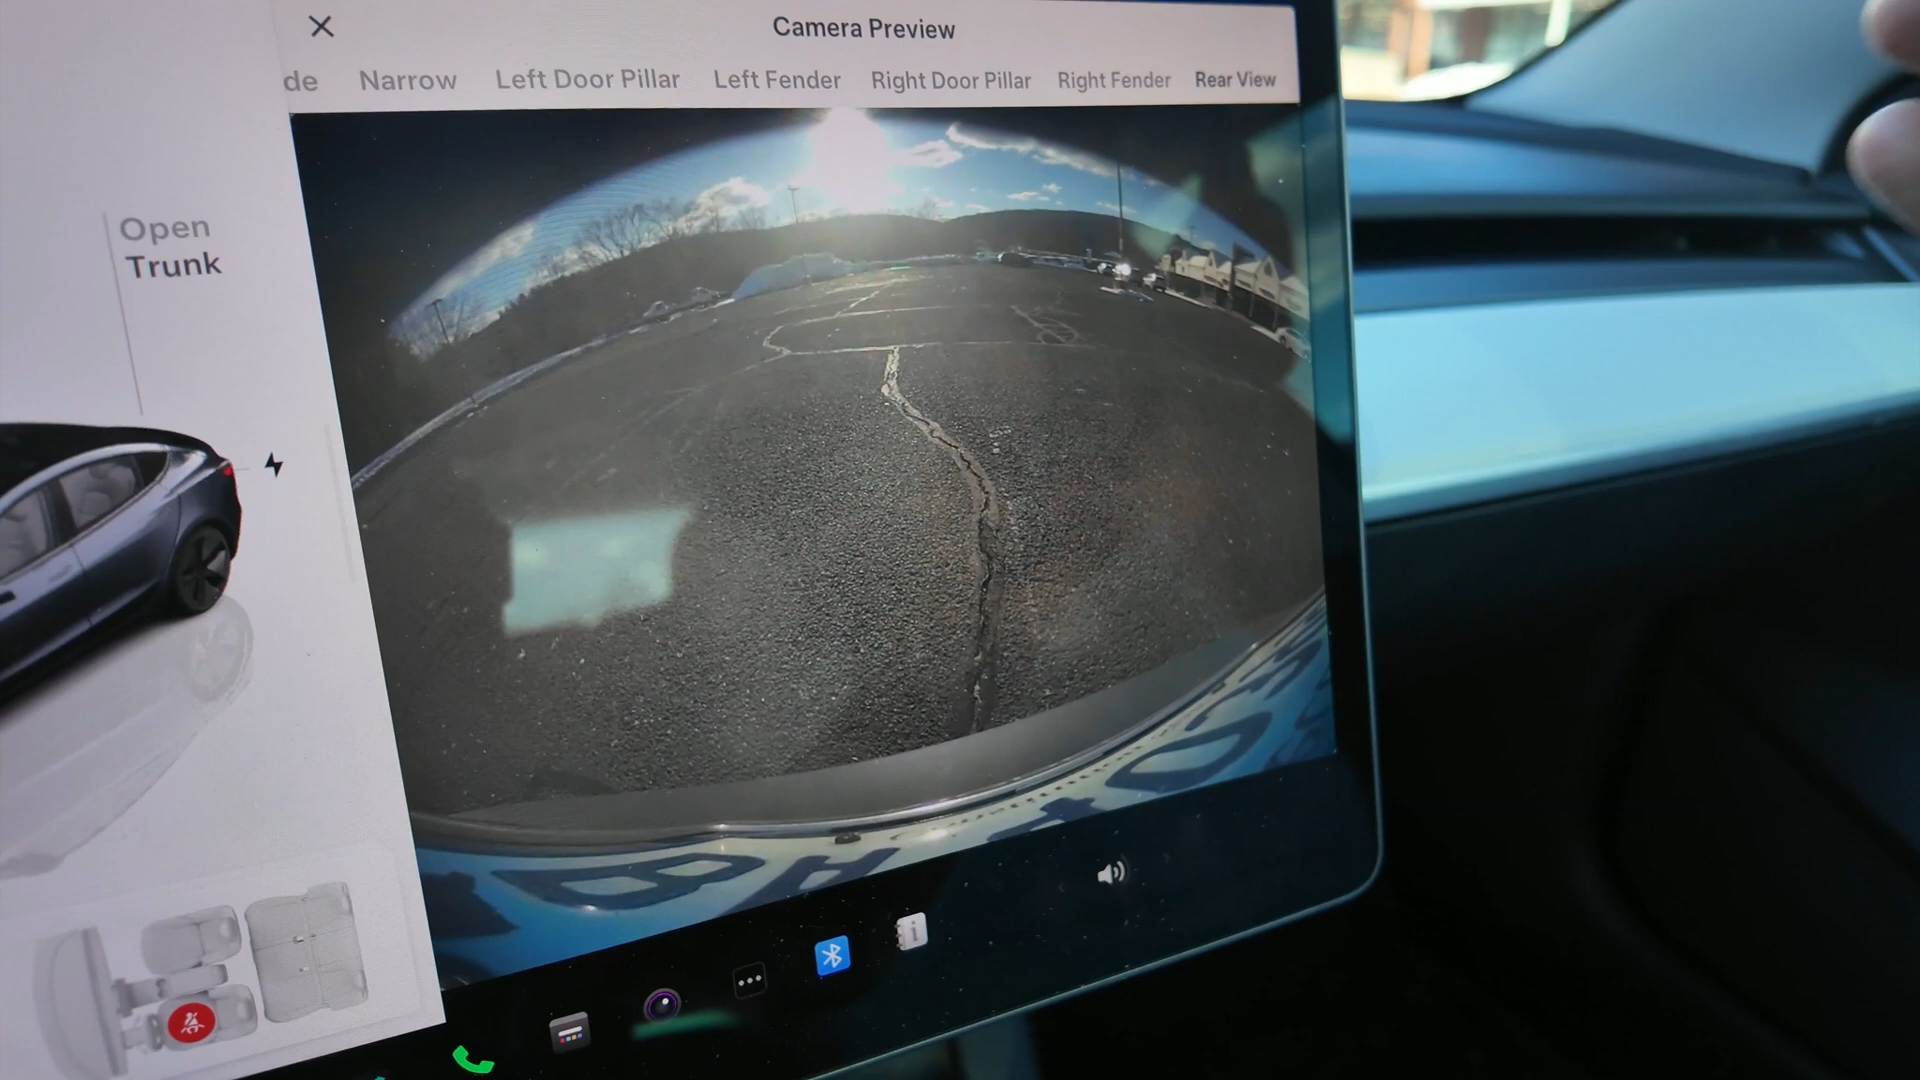 Camera Preview
de Narrow Left Door Pillar Left Fender Right Door Pillar Right Fender Rear View
Open
Trunk